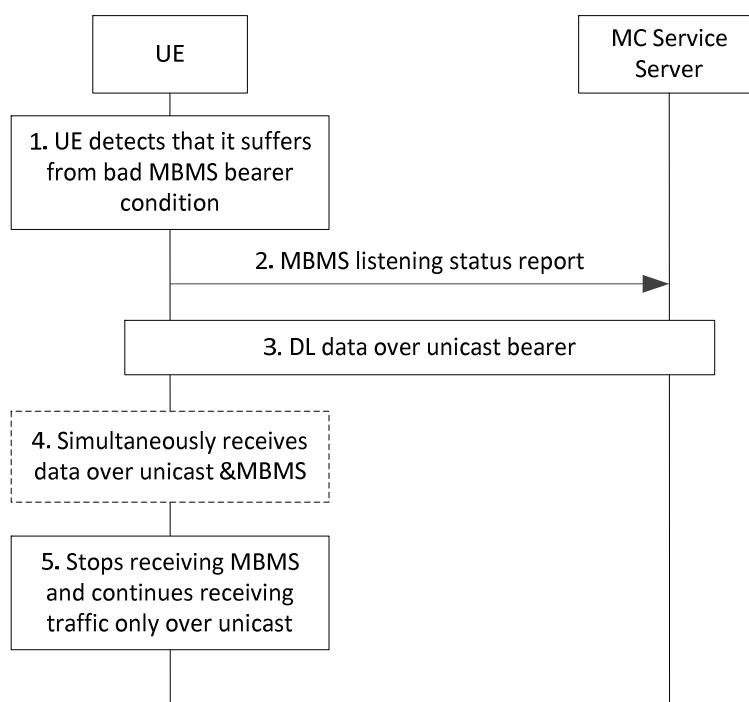 UE
MC Service
Server
1. UE detects that it suffers
from bad MBMS bearer
condition
2. MBMS listening status report
3. DL data over unicast bearer
4. Simultaneously receives
data over unicast &MBMS
5. Stops receiving MBMS
and continues receiving
traffic only over unicast